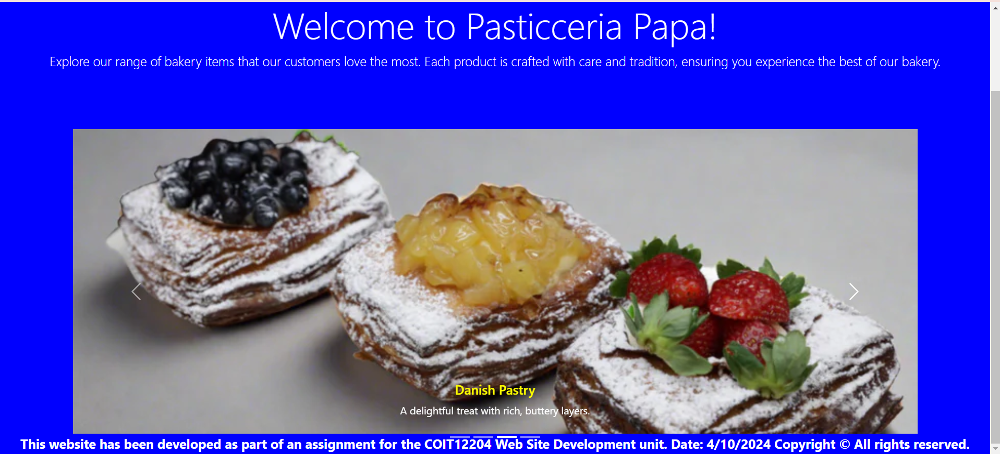 Welcome to Pasticceria Papa!
Explore our range of bakery items that our customers love the most. Each product is crafted with care and tradition, ensuring you experience the best of our bakery.
Danish Pastry
A delightful treat with rich, buttery layers.
This website has been developed as part of an assignment for the COIT12204 Web Site Development unit. Date: 4/10/2024 Copyright © All rights reserved.